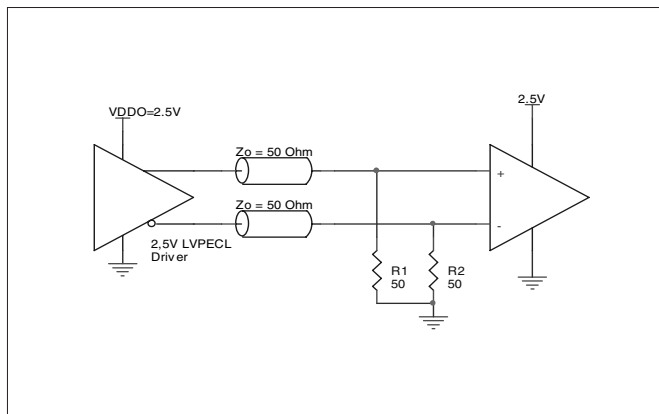 VDDO=2.5V
2.5V
Zo = 50 Ohm
+
Zo = 50 Ohm
-
2,5V LVPECL
Driver
R1
50
R2
50